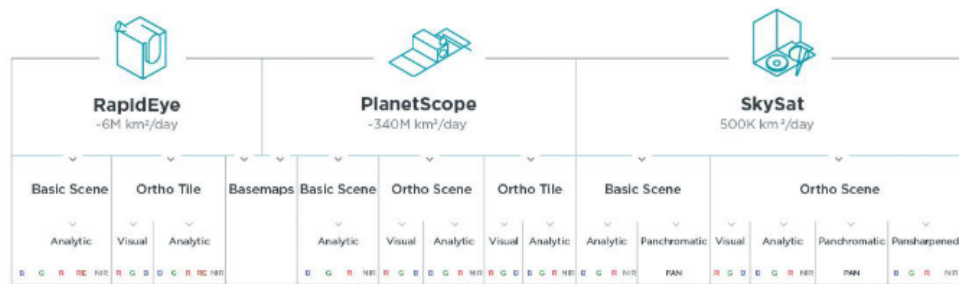 RapidEye PlanetScope SkySat
~6M km²/day ~340M km²/day 500K km²/day
Basic Scene Ortho Tile Basemaps Basic Scene Ortho Scene Ortho Tile Basic Scene Ortho Scene
Analytic Visual Analytic Analytic Visual Analytic Visual Analytic Analytic Panchromatic Visual Analytic Panchromatic Pansharpened
B G R RE NIR R G B B G R RE NIR B G R NIR R G B B G R NIR R G B B G R NIR B G R NIR PAN R G B B G R NIR PAN B G R NIR